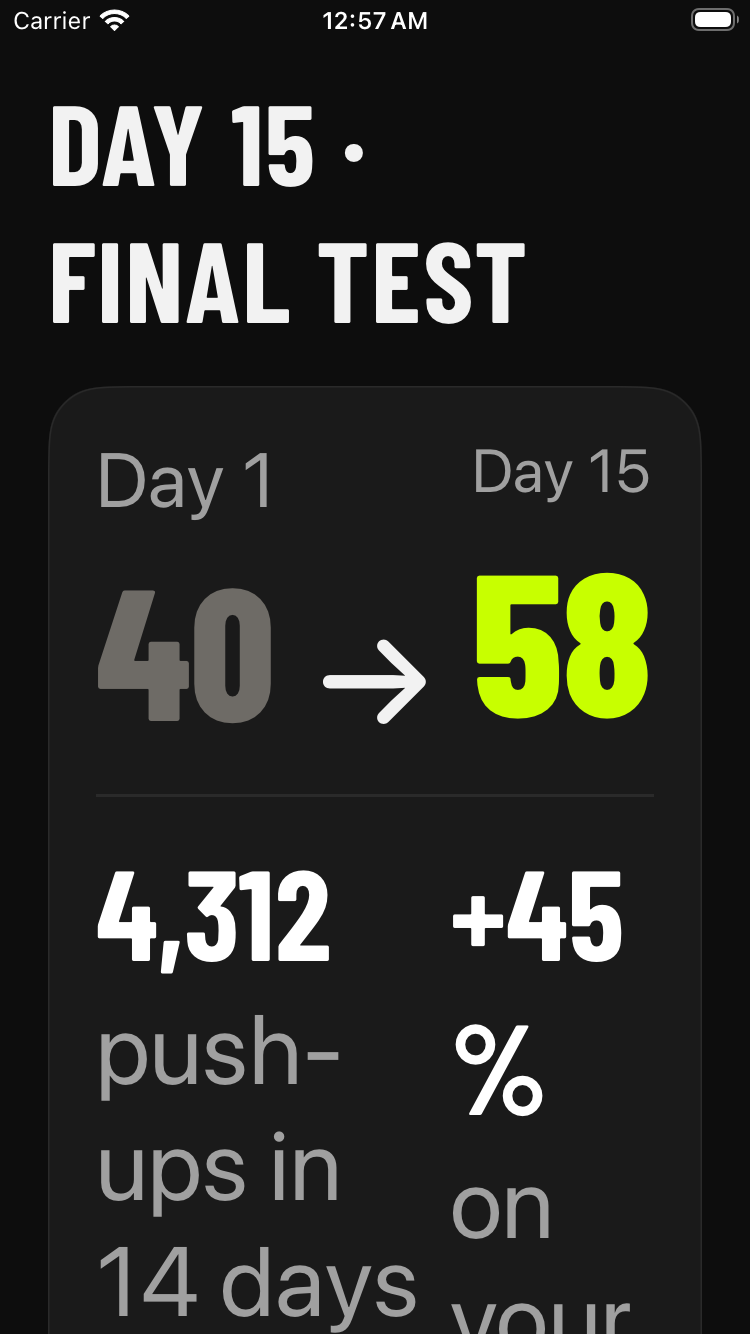 Carrier
12:57 AM
DAY 15 ·
FINAL TEST
Day 1
Day 15
40
58
4,312
push-
ups in
14 days
+45
%
on
your